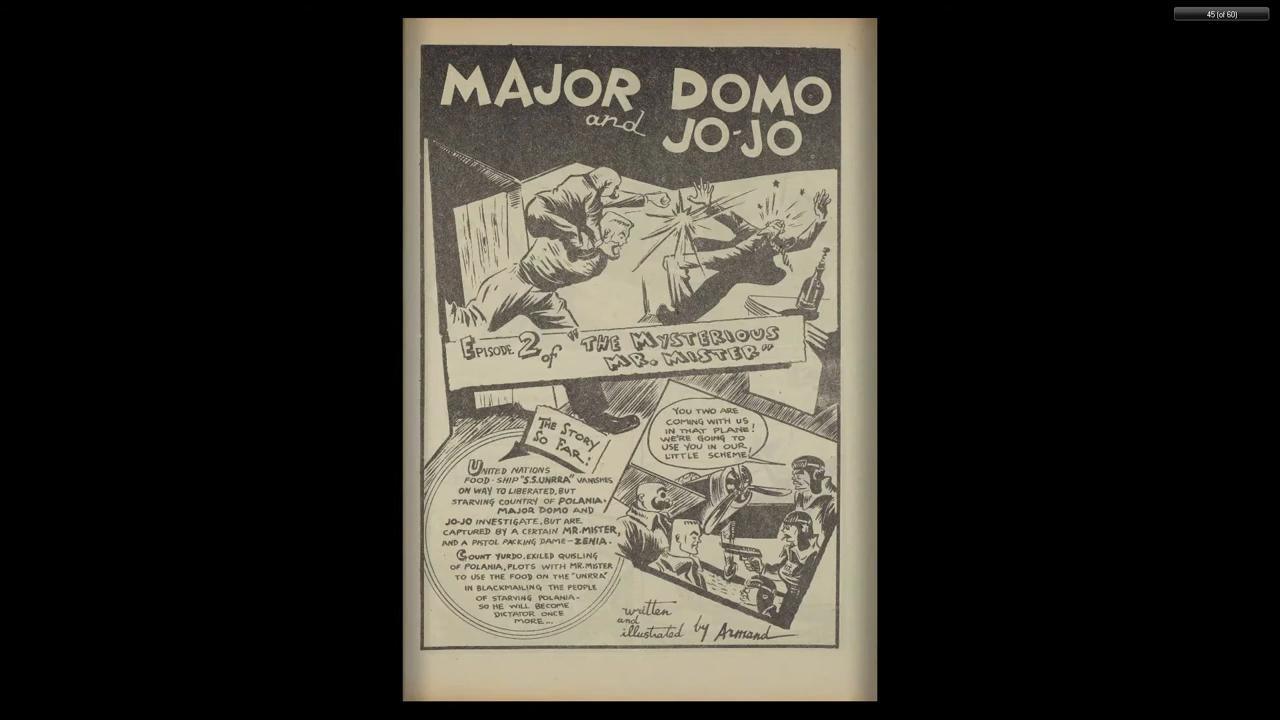 45 (of 60)
MAJOR DOMO
and JO-JO
EPISODE 2 of "THE MYSTERIOUS
MR. MISTER"
THE STORY
SO FAR!
UNITED NATIONS
FOOD-SHIP "S.S.UNRRA" VANISHES
ON WAY TO LIBERATED, BUT
STARVING COUNTRY OF POLANIA.
MAJOR DOMO AND
JO-JO INVESTIGATE, BUT ARE
CAPTURED BY A CERTAIN MR.MISTER,
AND A PISTOL PACKING DAME-ZENIA.
COUNT YURDO, EXILED QUISLING
OF POLANIA, PLOTS WITH MR.MISTER
TO USE THE FOOD ON THE "UNRRA"
IN BLACKMAILING THE PEOPLE
OF STARVING POLANIA-
SO HE WILL BECOME
DICTATOR ONCE
MORE...
YOU TWO ARE
COMING WITH US
IN THAT PLANE!
WE'RE GOING TO
USE YOU IN OUR
LITTLE SCHEME!
written
and
illustrated by Armand